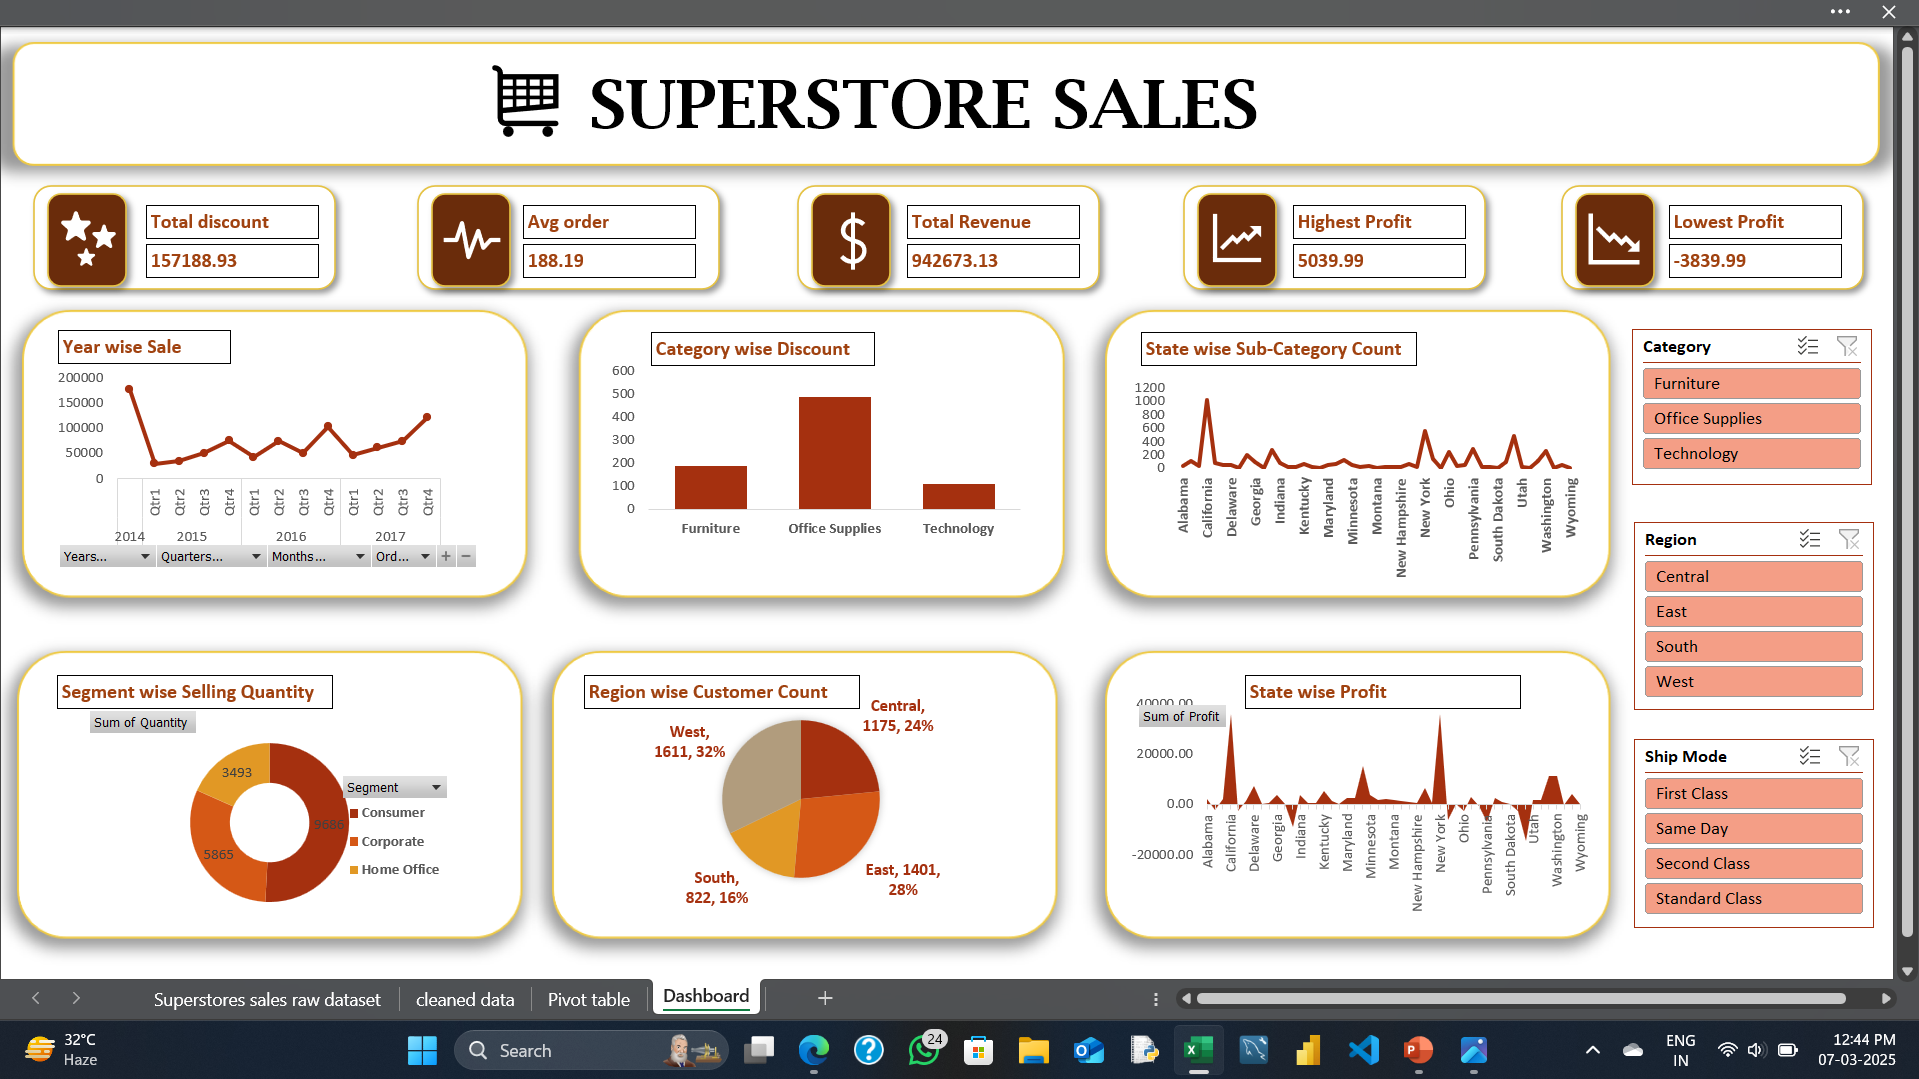 SUPERSTORE SALES
Total discount
157188.93
Avg order
188.19
Total Revenue
942673.13
Highest Profit
5039.99
Lowest Profit
-3839.99
Year wise Sale
200000
150000
100000
50000
0
Qtr1 Qtr2 Qtr3 Qtr4 Qtr1 Qtr2 Qtr3 Qtr4 Qtr1 Qtr2 Qtr3 Qtr4
2014 2015 2016 2017
Years... Quarters... Months... Ord...
Category wise Discount
600
500
400
300
200
100
0
Furniture Office Supplies Technology
State wise Sub-Category Count
1200
1000
800
600
400
200
0
Alabama California Delaware Georgia Indiana Kentucky Maryland Minnesota Montana New Hampshire New York Ohio Pennsylvania South Dakota Utah Washington Wyoming
Category
Furniture
Office Supplies
Technology
Region
Central
East
South
West
Segment wise Selling Quantity
Sum of Quantity
3493
9686
5865
Segment
Consumer
Corporate
Home Office
Region wise Customer Count
Central,
1175, 24%
West,
1611, 32%
South,
822, 16%
East, 1401,
28%
State wise Profit
40000.00
Sum of Profit
20000.00
0.00
-20000.00
Alabama California Delaware Georgia Indiana Kentucky Maryland Minnesota Montana New Hampshire New York Ohio Pennsylvania South Dakota Utah Washington Wyoming
Ship Mode
First Class
Same Day
Second Class
Standard Class
Superstores sales raw dataset cleaned data Pivot table Dashboard
32°C
Haze
Search
24
ENG
IN
12:44 PM
07-03-2025